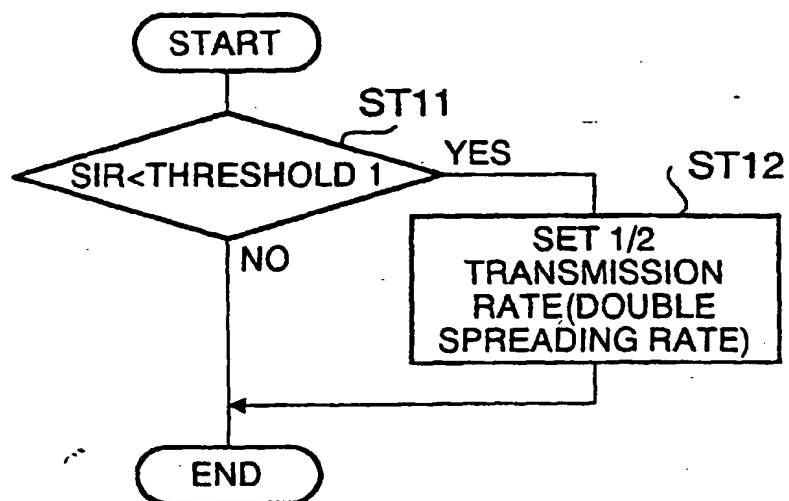 START
ST11
SIR<THRESHOLD 1
YES
ST12
SET 1/2
TRANSMISSION
RATE(DOUBLE
SPREADING RATE)
NO
END